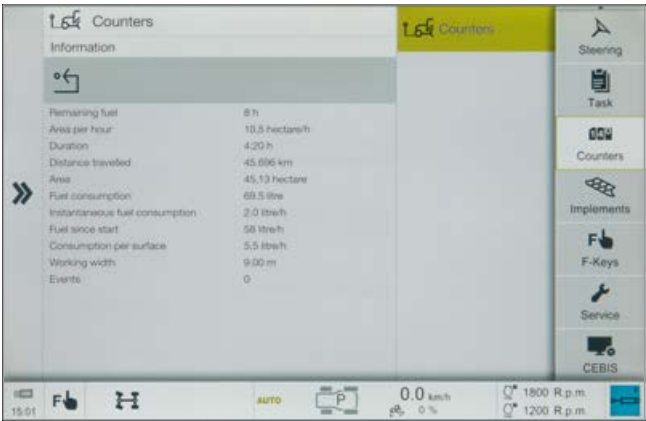 Counters
Information
Remaining fuel 8 h
Area per hour 10,5 hectare/h
Duration 4:20 h
Distance travelled 45.696 km
Area 45,13 hectare
Fuel consumption 69.5 litre
Instantaneous fuel consumption 2.0 litre/h
Fuel since start 58 litre/h
Consumption per surface 5,5 litre/h
Working width 9.00 m
Events 0
Counters
Steering
Task
Counters
Implements
F
F-Keys
Service
CEBIS
15:01
F
AUTO
P
0.0 km/h
0 %
1800 R.p.m.
1200 R.p.m.